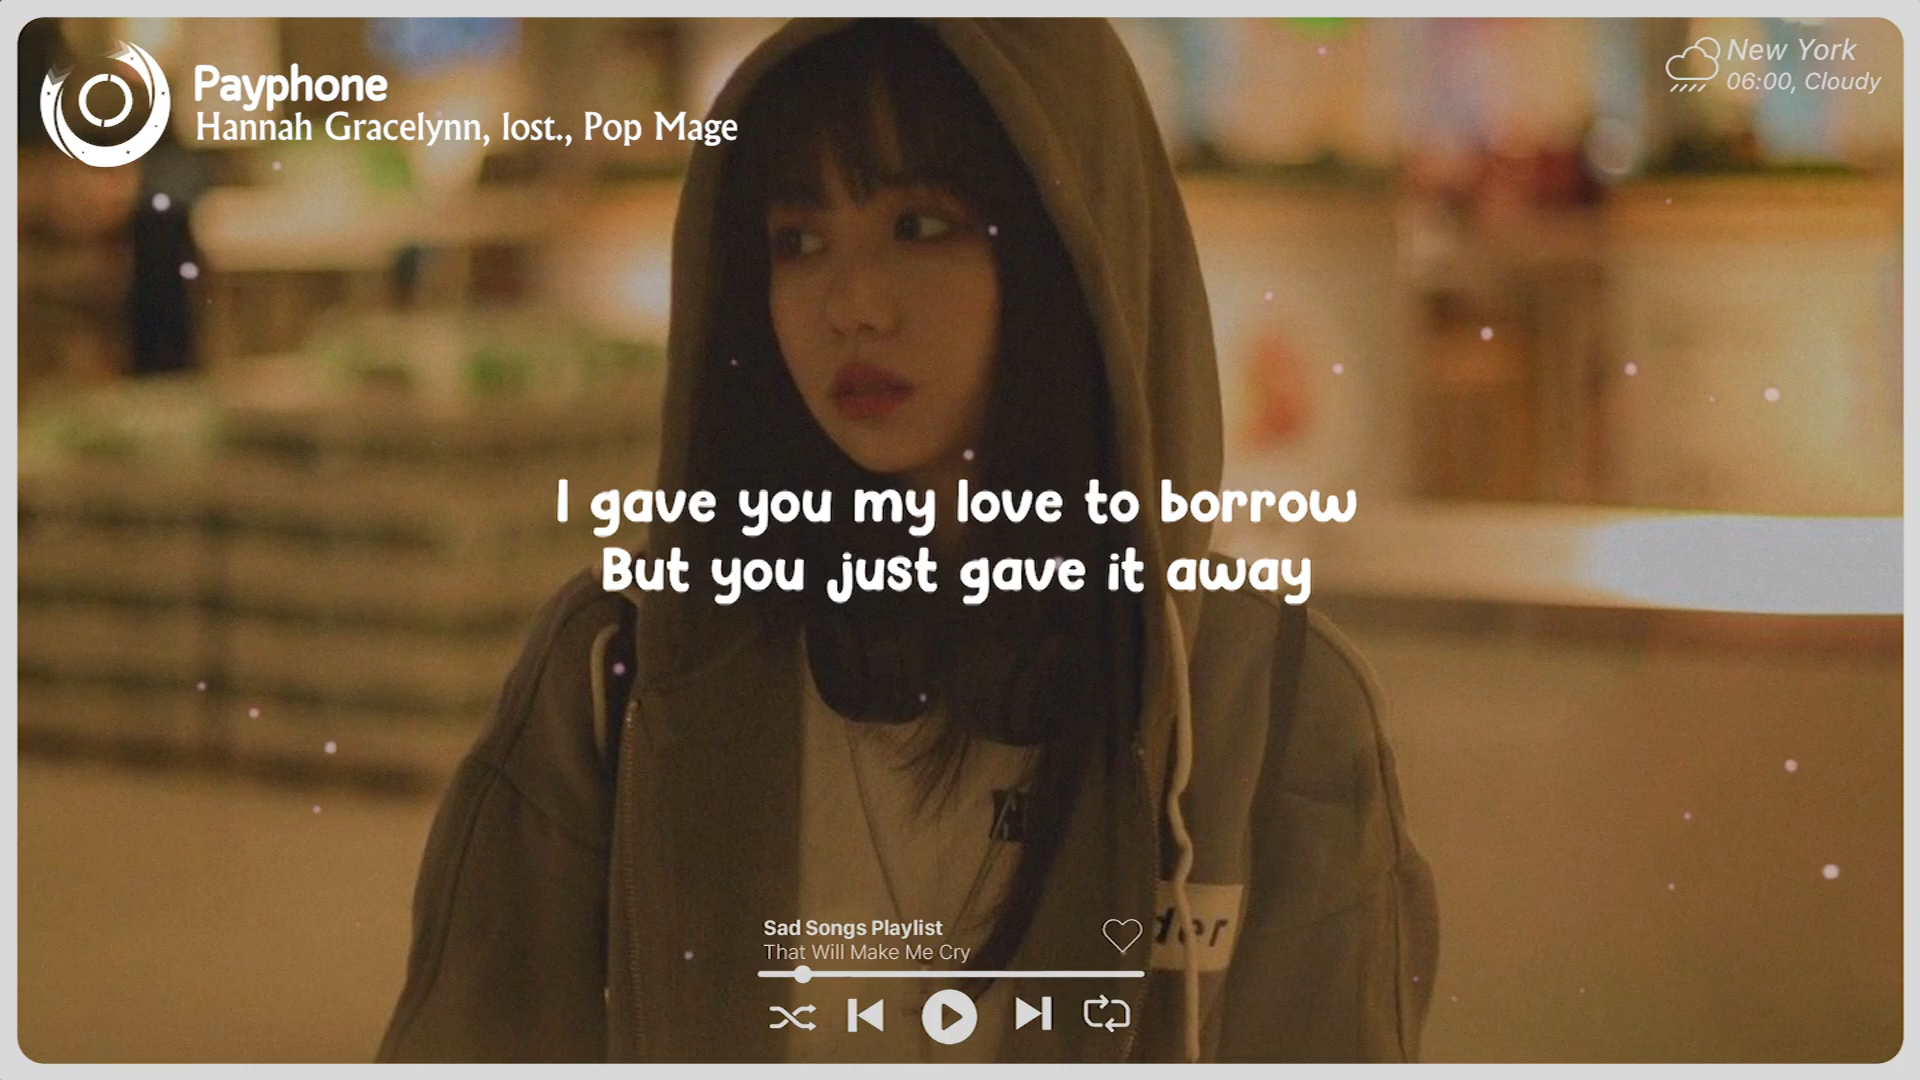 Payphone
Hannah Gracelynn, lost., Pop Mage
New York
06:00, Cloudy
I gave you my love to borrow
But you just gave it away
der
Sad Songs Playlist
That Will Make Me Cry